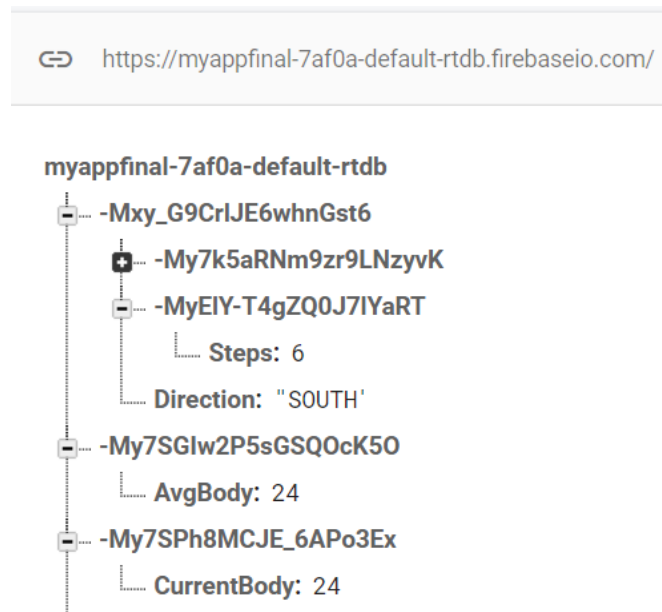 https://myappfinal-7af0a-default-rtdb.firebaseio.com/
myappfinal-7af0a-default-rtdb
-Mxy_G9CrIJE6whnGst6
-My7k5aRNm9zr9LNzyvK
-MyEIY-T4gZQ0J7IYaRT
Steps: 6
Direction: "SOUTH'
-My7SGIw2P5sGSQOcK5O
AvgBody: 24
-My7SPh8MCJE_6APo3Ex
CurrentBody: 24